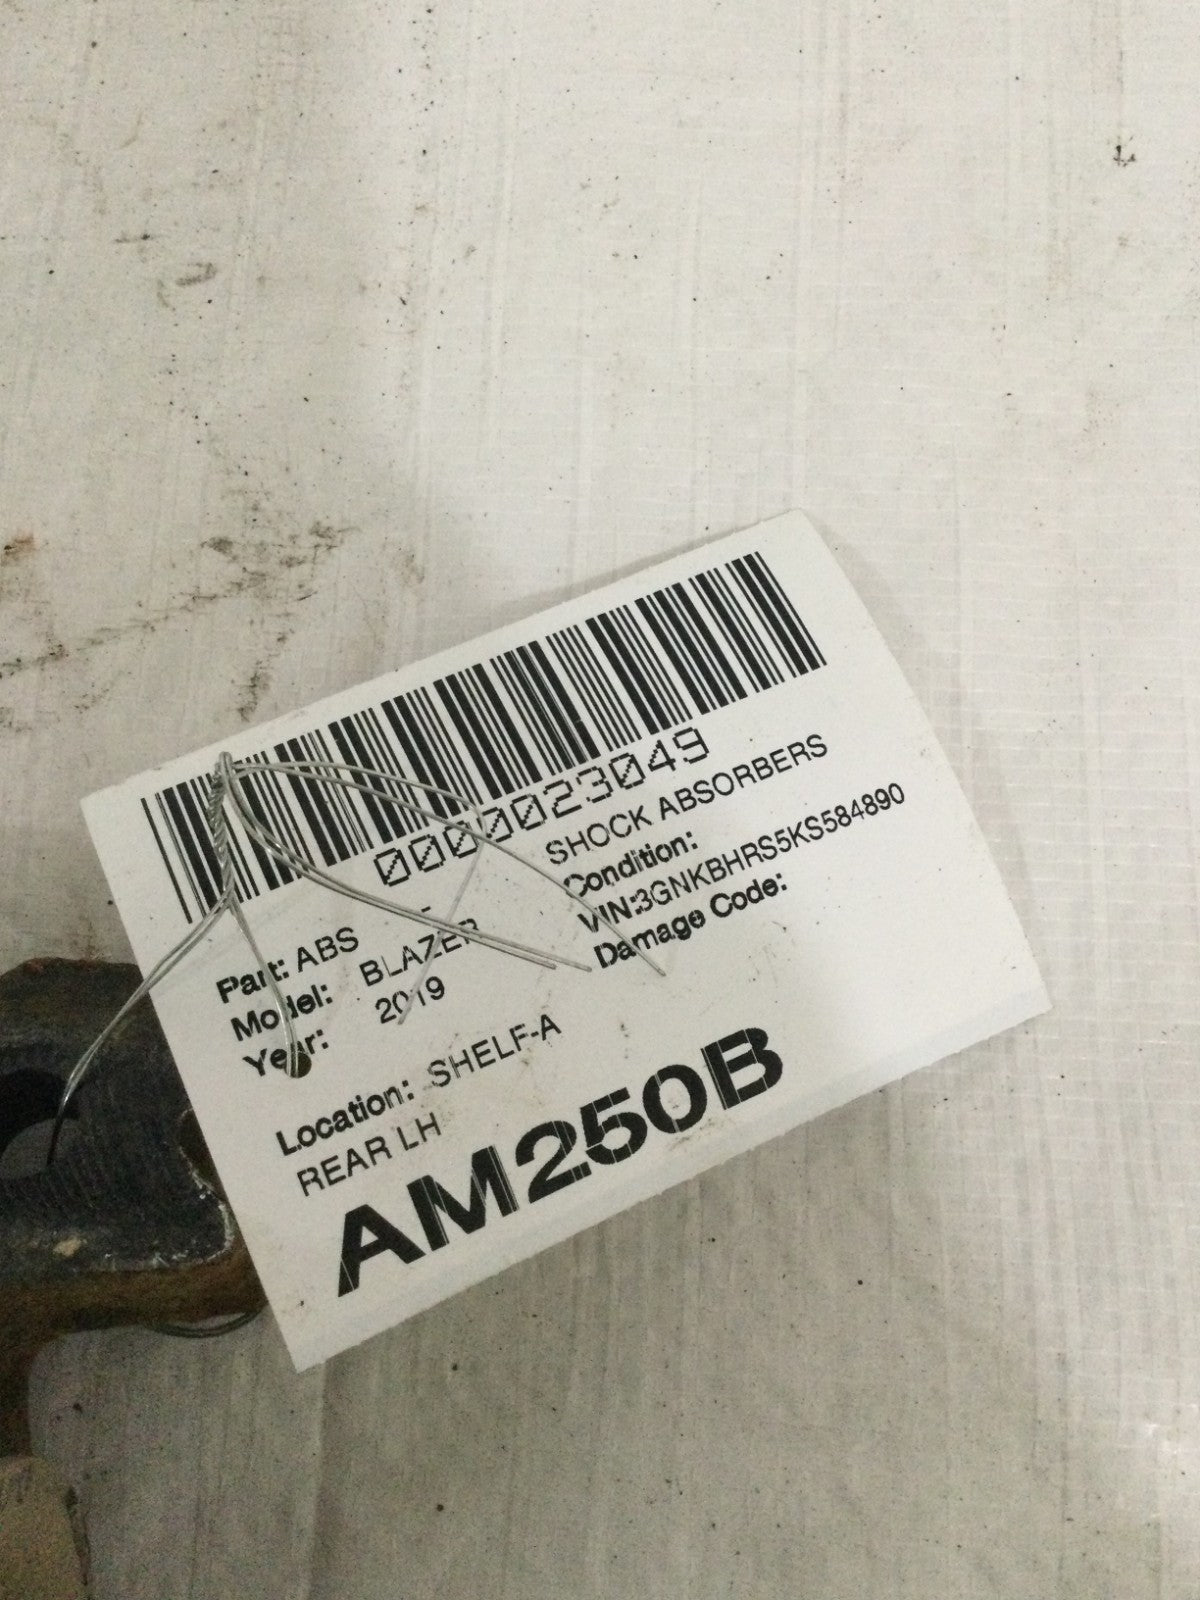 0000023049
Part: ABS - SHOCK ABSORBERS
Model: BLAZER Condition:
Year: 2019 VIN:3GNKBHRS5KS584890
Damage Code:
Location: SHELF-A
REAR LH
AM250B